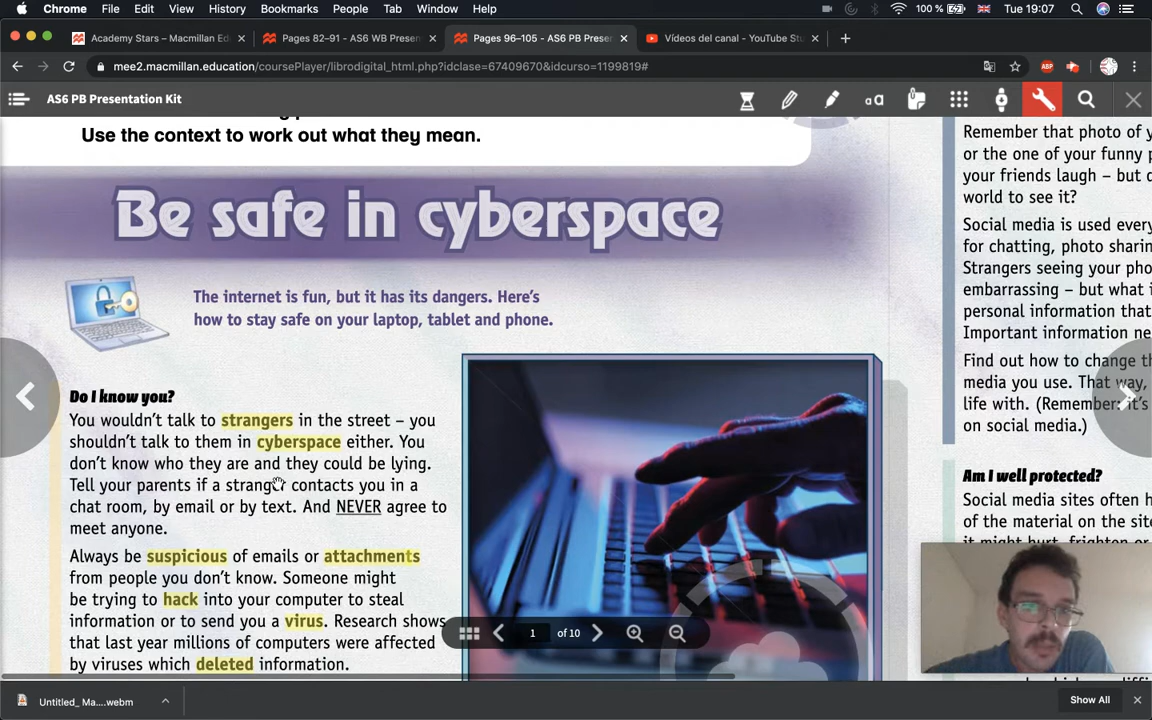 Chrome File Edit View History Bookmarks People Tab Window Help 100 % Tue 19:07
Academy Stars – Macmillan Ed
Pages 82–91 - AS6 WB Presen
Pages 96–105 - AS6 PB Prese
Vídeos del canal - YouTube St
mee2.macmillan.education/coursePlayer/librodigital_html.php?idclase=67409670&idcurso=1199819#
ABP
AS6 PB Presentation Kit
aa
Use the context to work out what they mean.
Be safe in cyberspace
The internet is fun, but it has its dangers. Here's
how to stay safe on your laptop, tablet and phone.
Do I know you?
You wouldn't talk to strangers in the street – you
shouldn't talk to them in cyberspace either. You
don't know who they are and they could be lying.
Tell your parents if a stranger contacts you in a
chat room, by email or by text. And NEVER agree to
meet anyone.
Always be suspicious of emails or attachments
from people you don't know. Someone might
be trying to hack into your computer to steal
information or to send you a virus. Research shows
that last year millions of computers were affected
by viruses which deleted information.
Remember that photo of y
or the one of your funny p
your friends laugh – but d
world to see it?
Social media is used every
for chatting, photo sharin
Strangers seeing your pho
embarrassing – but what i
personal information that
Important information ne
Find out how to change th
media you use. That way,
life with. (Remember: it's
on social media.)
Am I well protected?
Social media sites often h
of the material on the site
it might hurt, frighten or
1 of 10
Untitled_ Ma....webm
Show All